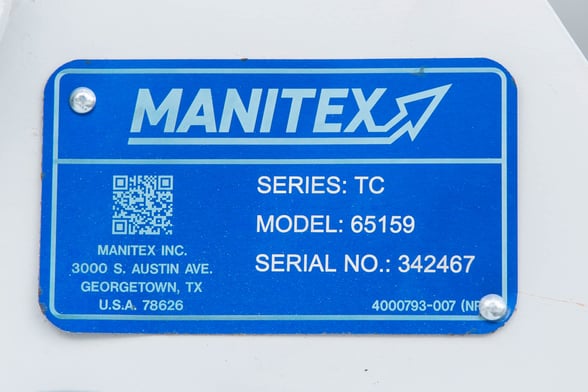 MANITEX
SERIES: TC
MODEL: 65159
SERIAL NO.: 342467
MANITEX INC.
3000 S. AUSTIN AVE.
GEORGETOWN, TX
U.S.A. 78626
4000793-007